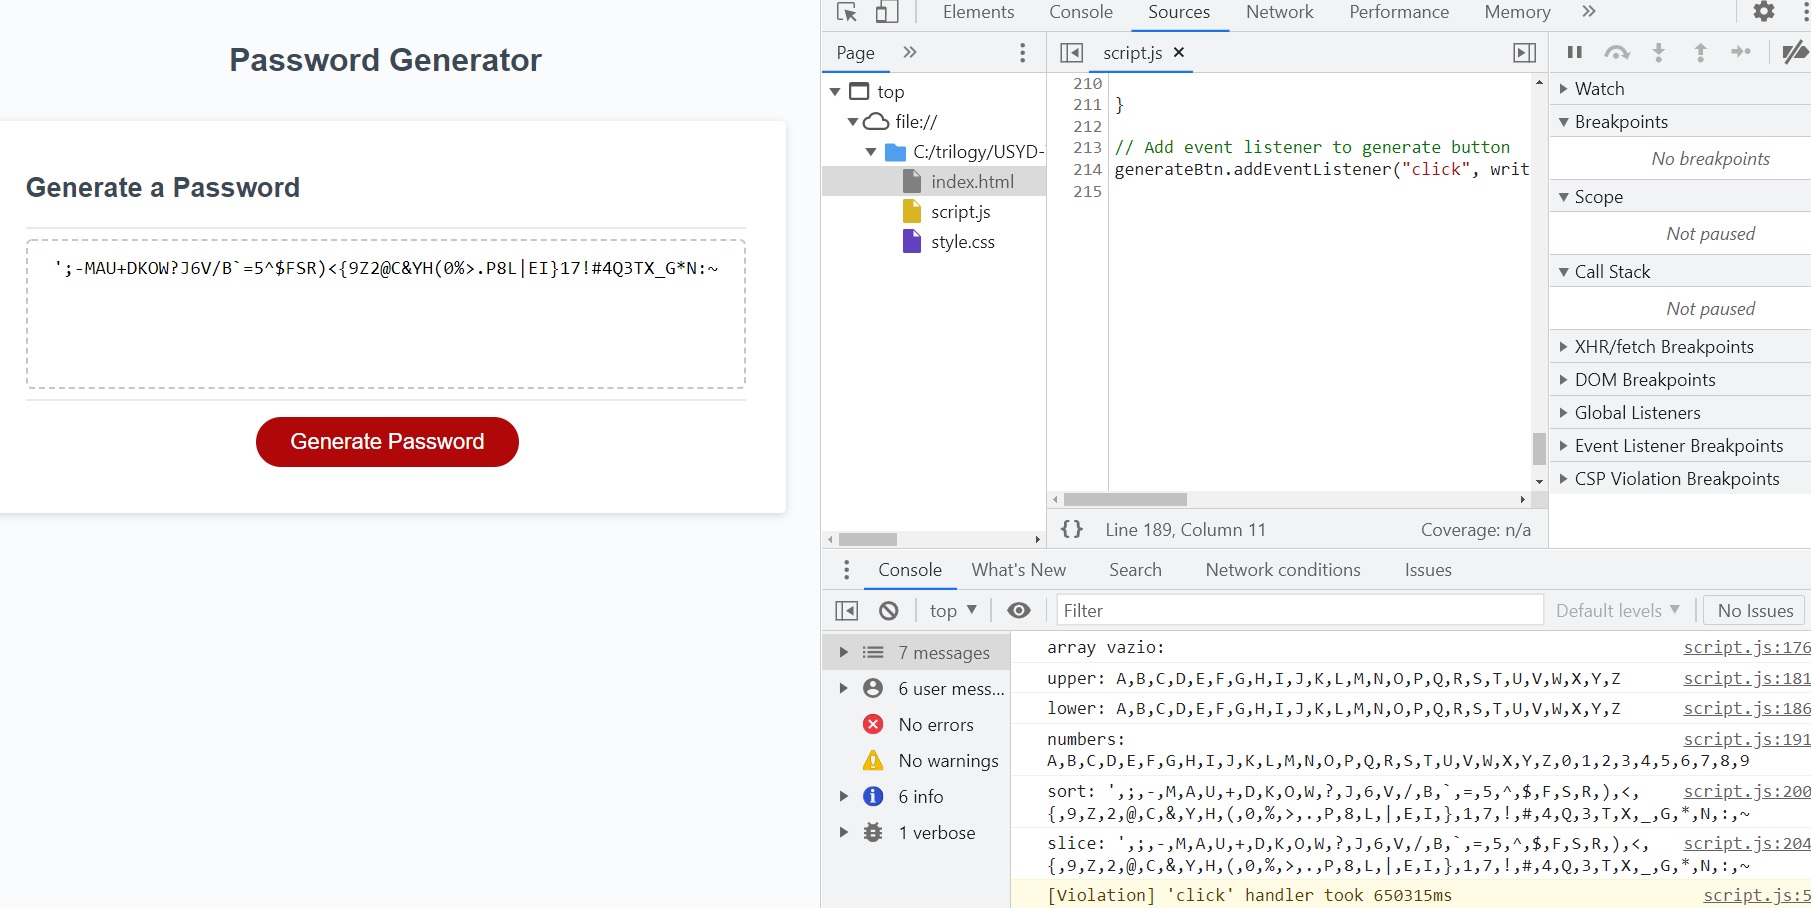 Password Generator
Generate a Password
';-MAU+DKOW?J6V/B`=5^$FSR)<{9Z2@C&YH(0%>.P8L|EI}17!#4Q3TX_G*N:~
Generate Password
Elements Console Sources Network Performance Memory
Page
script.js
top
file://
C:/trilogy/USYD-
index.html
script.js
style.css
210
211 }
212
213 // Add event listener to generate button
214 generateBtn.addEventListener("click", writ
215
{} Line 189, Column 11 Coverage: n/a
Watch
Breakpoints
No breakpoints
Scope
Not paused
Call Stack
Not paused
XHR/fetch Breakpoints
DOM Breakpoints
Global Listeners
Event Listener Breakpoints
CSP Violation Breakpoints
Console What's New Search Network conditions Issues
top Filter Default levels No Issues
7 messages
6 user mess...
No errors
No warnings
6 info
1 verbose
array vazio: script.js:176
upper: A,B,C,D,E,F,G,H,I,J,K,L,M,N,O,P,Q,R,S,T,U,V,W,X,Y,Z script.js:181
lower: A,B,C,D,E,F,G,H,I,J,K,L,M,N,O,P,Q,R,S,T,U,V,W,X,Y,Z script.js:186
numbers: script.js:191
A,B,C,D,E,F,G,H,I,J,K,L,M,N,O,P,Q,R,S,T,U,V,W,X,Y,Z,0,1,2,3,4,5,6,7,8,9
sort: ',;,-,M,A,U,+,D,K,O,W,?,J,6,V,/,B,`,=,5,^,$,F,S,R,),<, script.js:200
{,9,Z,2,@,C,&,Y,H,(,0,%,>,.,P,8,L,|,E,I,},1,7,!,#,4,Q,3,T,X,_,G,*,N,:,~
slice: ',;,-,M,A,U,+,D,K,O,W,?,J,6,V,/,B,`,=,5,^,$,F,S,R,),<, script.js:204
{,9,Z,2,@,C,&,Y,H,(,0,%,>,.,P,8,L,|,E,I,},1,7,!,#,4,Q,3,T,X,_,G,*,N,:,~
[Violation] 'click' handler took 650315ms script.js:5